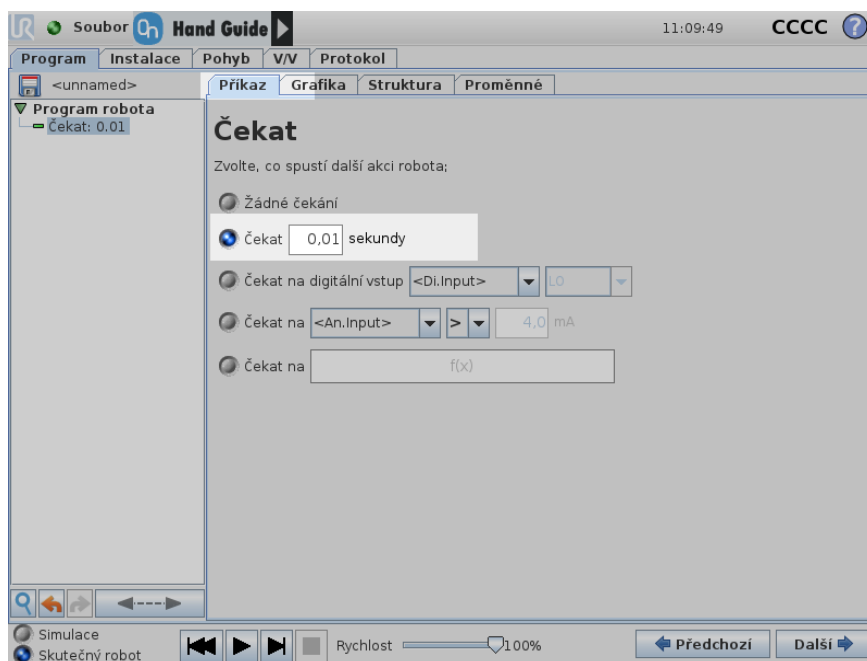 Soubor Hand Guide 11:09:49 CCCC ?
Program Instalace Pohyb V/V Protokol
<unnamed> Příkaz Grafika Struktura Proměnné
Program robota
Čekat: 0.01
Čekat
Zvolte, co spustí další akci robota;
Žádné čekání
Čekat 0,01 sekundy
Čekat na digitální vstup <Di.Input> LO
Čekat na <An.Input> > 4,0 mA
Čekat na f(x)
Simulace
Skutečný robot
Rychlost 100% Předchozí Další